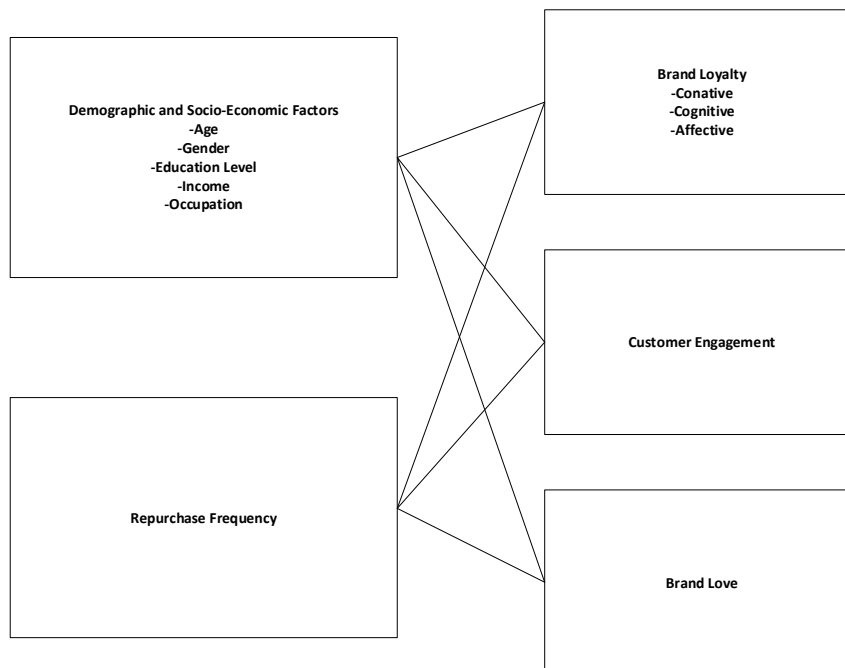 Demographic and Socio-Economic Factors
-Age
-Gender
-Education Level
-Income
-Occupation
Repurchase Frequency
Brand Loyalty
-Conative
-Cognitive
-Affective
Customer Engagement
Brand Love